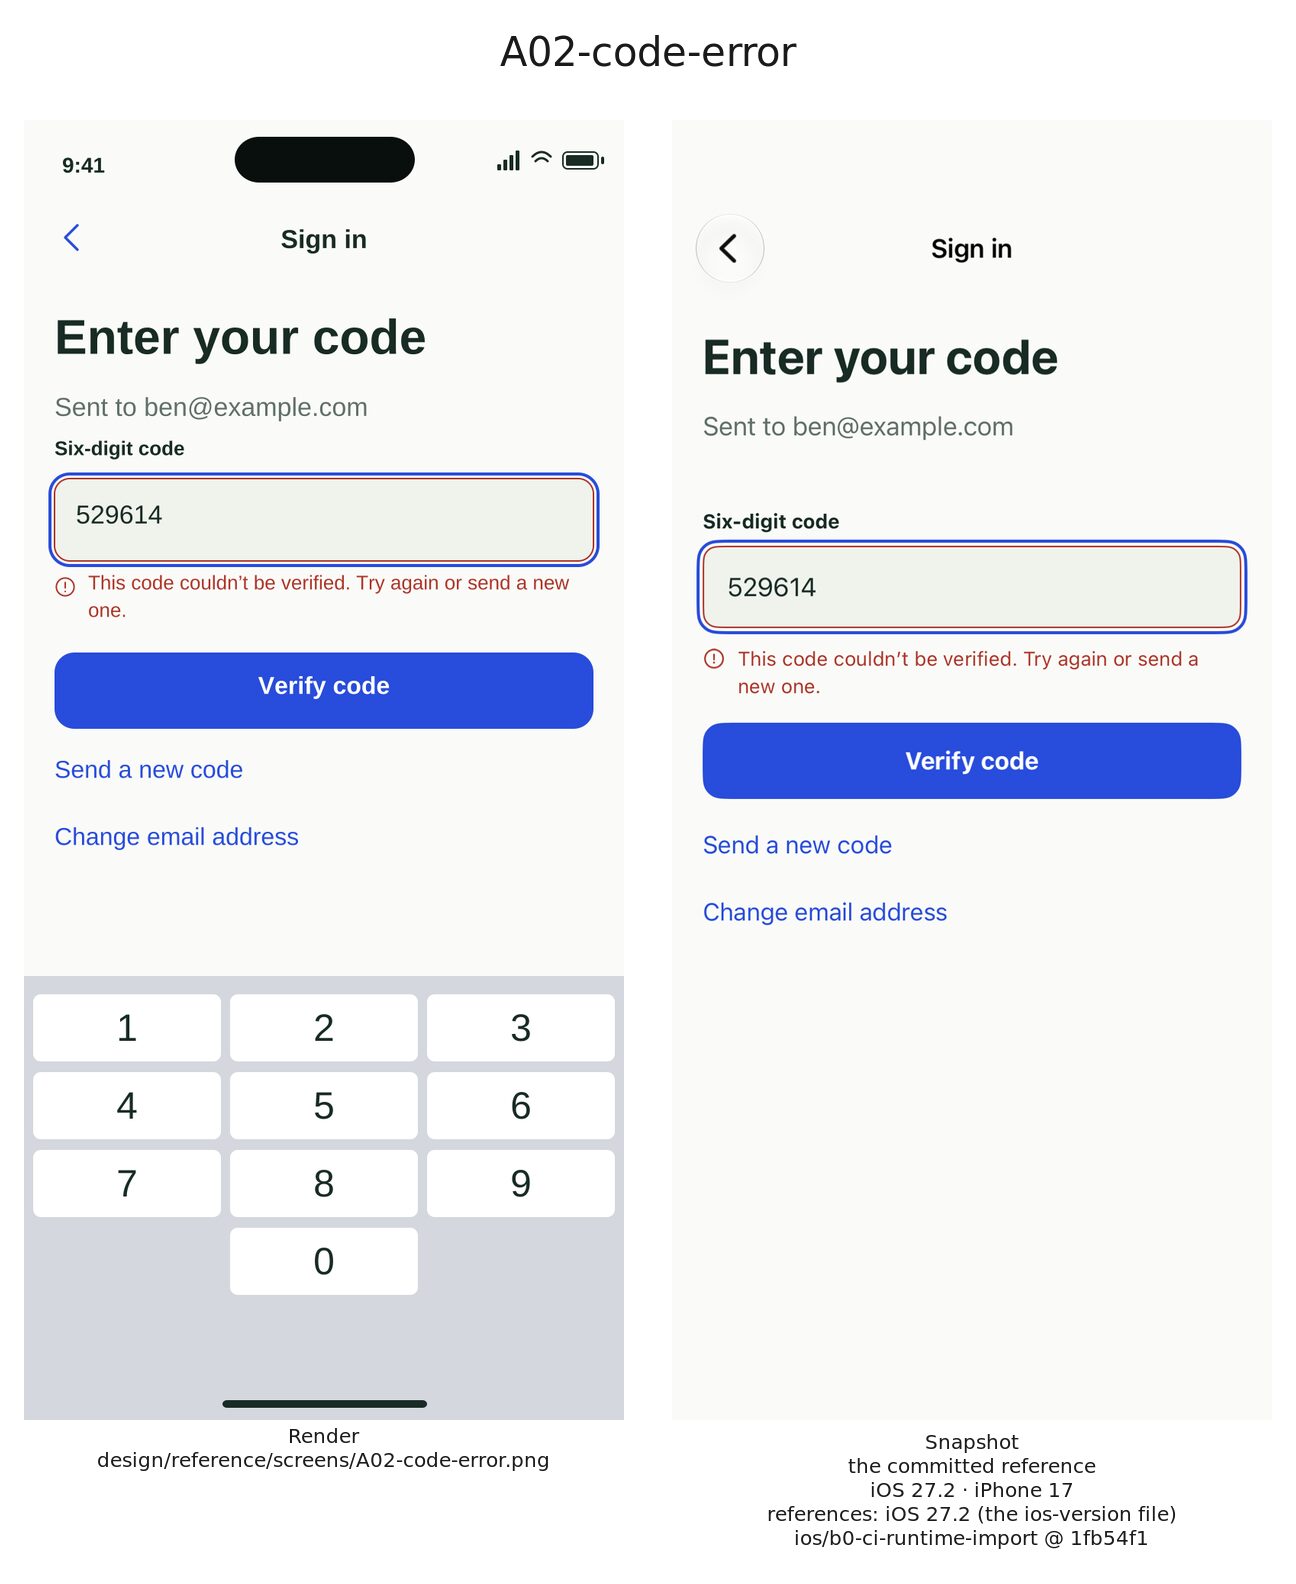 A02-code-error
9:41
Sign in
Enter your code
Sent to ben@example.com
Six-digit code
529614
This code couldn’t be verified. Try again or send a new
one.
Verify code
Send a new code
Change email address
1 2 3
4 5 6
7 8 9
0
Render
design/reference/screens/A02-code-error.png
Sign in
Enter your code
Sent to ben@example.com
Six-digit code
529614
This code couldn’t be verified. Try again or send a
new one.
Verify code
Send a new code
Change email address
Snapshot
the committed reference
iOS 27.2 · iPhone 17
references: iOS 27.2 (the ios-version file)
ios/b0-ci-runtime-import @ 1fb54f1